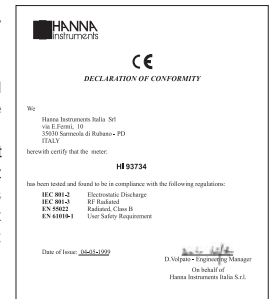 HANNA
instruments
CE
DECLARATION OF CONFORMITY
We
Hanna Instruments Italia Srl
via E.Fermi, 10
35030 Sarmeola di Rubano - PD
ITALY
herewith certify that the meter:
HI 93734
has been tested and found to be in compliance with the following regulations:
IEC 801-2 Electrostatic Discharge
IEC 801-3 RF Radiated
EN 55022 Radiated, Class B
EN 61010-1 User Safety Requirement
Date of Issue: 04-05-1999
D.Volpato - Engineering Manager
On behalf of
Hanna Instruments Italia S.r.l.